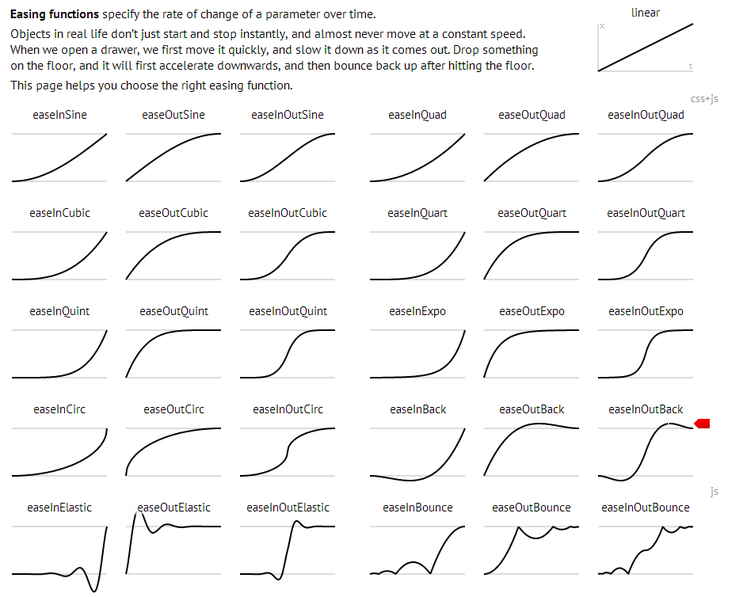 Easing functions specify the rate of change of a parameter over time.
Objects in real life don't just start and stop instantly, and almost never move at a constant speed.
When we open a drawer, we first move it quickly, and slow it down as it comes out. Drop something
on the floor, and it will first accelerate downwards, and then bounce back up after hitting the floor.
This page helps you choose the right easing function.
linear
x
t
css+js
easeInSine easeOutSine easeInOutSine easeInQuad easeOutQuad easeInOutQuad
easeInCubic easeOutCubic easeInOutCubic easeInQuart easeOutQuart easeInOutQuart
easeInQuint easeOutQuint easeInOutQuint easeInExpo easeOutExpo easeInOutExpo
easeInCirc easeOutCirc easeInOutCirc easeInBack easeOutBack easeInOutBack
js
easeInElastic easeOutElastic easeInOutElastic easeInBounce easeOutBounce easeInOutBounce